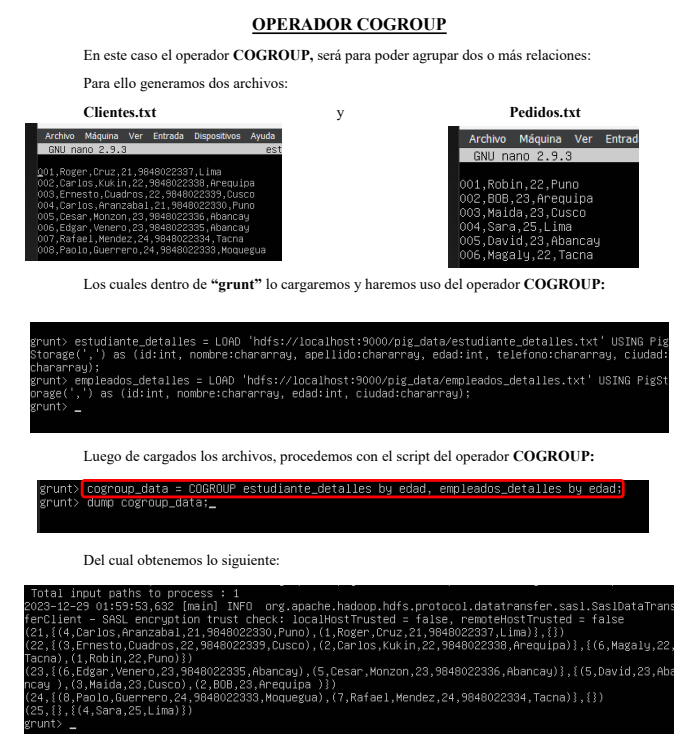 OPERADOR COGROUP
En este caso el operador COGROUP, será para poder agrupar dos o más relaciones:
Para ello generamos dos archivos:
Clientes.txt y Pedidos.txt
Archivo Máquina Ver Entrada Dispositivos Ayuda
GNU nano 2.9.3 est
001,Roger,Cruz,21,9848022337,Lima
002,Carlos,Kukin,22,9848022338,Arequipa
003,Ernesto,Cuadros,22,9848022339,Cusco
004,Carlos,Aranzabal,21,9848022330,Puno
005,Cesar,Monzon,23,9848022336,Abancay
006,Edgar,Venero,23,9848022335,Abancay
007,Rafael,Mendez,24,9848022334,Tacna
008,Paolo,Guerrero,24,9848022333,Moquegua
Archivo Máquina Ver Entrad
GNU nano 2.9.3
001,Robin,22,Puno
002,BOB,23,Arequipa
003,Maida,23,Cusco
004,Sara,25,Lima
005,David,23,Abancay
006,Magaly,22,Tacna
Los cuales dentro de “grunt” lo cargaremos y haremos uso del operador COGROUP:
grunt> estudiante_detalles = LOAD 'hdfs://localhost:9000/pig_data/estudiante_detalles.txt' USING Pig
Storage(',') as (id:int, nombre:chararray, apellido:chararray, edad:int, telefono:chararray, ciudad:
chararray);
grunt> empleados_detalles = LOAD 'hdfs://localhost:9000/pig_data/empleados_detalles.txt' USING PigSt
orage(',') as (id:int, nombre:chararray, edad:int, ciudad:chararray);
grunt> _
Luego de cargados los archivos, procedemos con el script del operador COGROUP:
grunt> cogroup_data = COGROUP estudiante_detalles by edad, empleados_detalles by edad;
grunt> dump cogroup_data;_
Del cual obtenemos lo siguiente:
Total input paths to process : 1
2023-12-29 01:59:53,632 [main] INFO org.apache.hadoop.hdfs.protocol.datatransfer.sasl.SaslDataTrans
ferClient - SASL encryption trust check: localHostTrusted = false, remoteHostTrusted = false
(21,{(4,Carlos,Aranzabal,21,9848022330,Puno),(1,Roger,Cruz,21,9848022337,Lima)},{})
(22,{(3,Ernesto,Cuadros,22,9848022339,Cusco),(2,Carlos,Kukin,22,9848022338,Arequipa)},{(6,Magaly,22,
Tacna),(1,Robin,22,Puno)})
(23,{(6,Edgar,Venero,23,9848022335,Abancay),(5,Cesar,Monzon,23,9848022336,Abancay)},{(5,David,23,Aba
ncay ),(3,Maida,23,Cusco),(2,BOB,23,Arequipa )})
(24,{(8,Paolo,Guerrero,24,9848022333,Moquegua),(7,Rafael,Mendez,24,9848022334,Tacna)},{})
(25,{},{(4,Sara,25,Lima)})
grunt> _